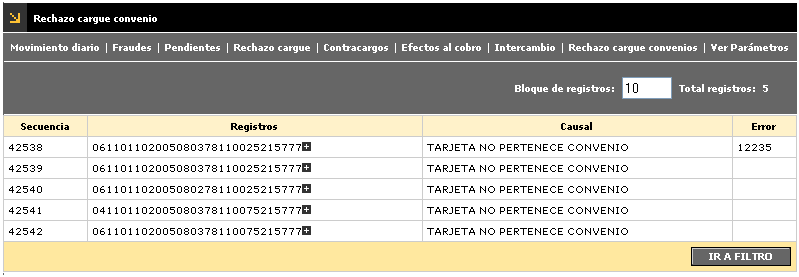 Rechazo cargue convenio
Movimiento diario | Fraudes | Pendientes | Rechazo cargue | Contracargos | Efectos al cobro | Intercambio | Rechazo cargue convenios | Ver Parámetros
Bloque de registros: 10 Total registros: 5
Secuencia Registros Causal Error
42538 061101102005080378110025215777 TARJETA NO PERTENECE CONVENIO 12235
42539 061101102005080378110025215777 TARJETA NO PERTENECE CONVENIO
42540 061101102005080278110025215777 TARJETA NO PERTENECE CONVENIO
42541 041101102005080378110075215777 TARJETA NO PERTENECE CONVENIO
42542 061101102005080378110075215777 TARJETA NO PERTENECE CONVENIO
IR A FILTRO